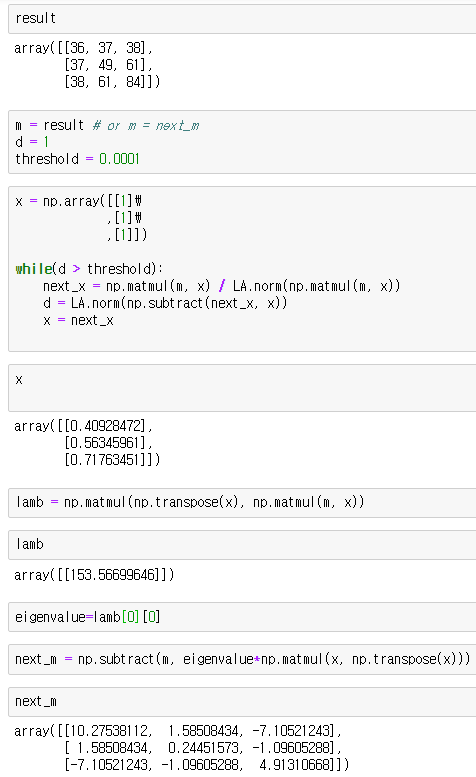 result
array([[36, 37, 38],
[37, 49, 61],
[38, 61, 84]])
m = result # or m = next_m
d = 1
threshold = 0.0001
x = np.array([[1]₩
,[1]₩
,[1]])
while(d > threshold):
next_x = np.matmul(m, x) / LA.norm(np.matmul(m, x))
d = LA.norm(np.subtract(next_x, x))
x = next_x
x
array([[0.40928472],
[0.56345961],
[0.71763451]])
lamb = np.matmul(np.transpose(x), np.matmul(m, x))
lamb
array([[153.56699646]])
eigenvalue=lamb[0][0]
next_m = np.subtract(m, eigenvalue*np.matmul(x, np.transpose(x)))
next_m
array([[10.27538112, 1.58508434, -7.10521243],
[ 1.58508434, 0.24451573, -1.09605288],
[-7.10521243, -1.09605288, 4.91310668]])